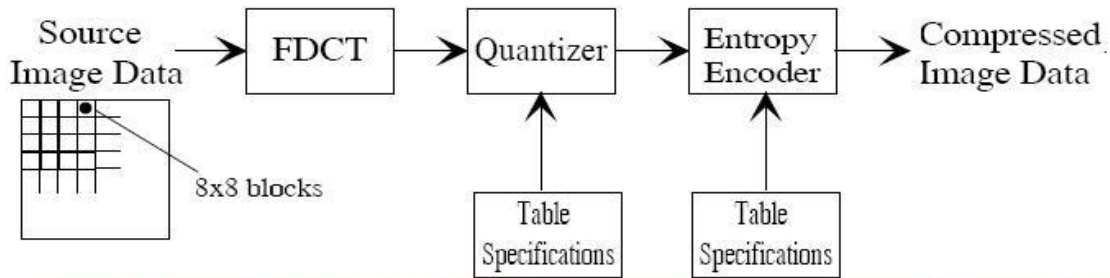 Source
Image Data
FDCT
Quantizer
Entropy
Encoder
Compressed
Image Data
8x8 blocks
Table
Specifications
Table
Specifications